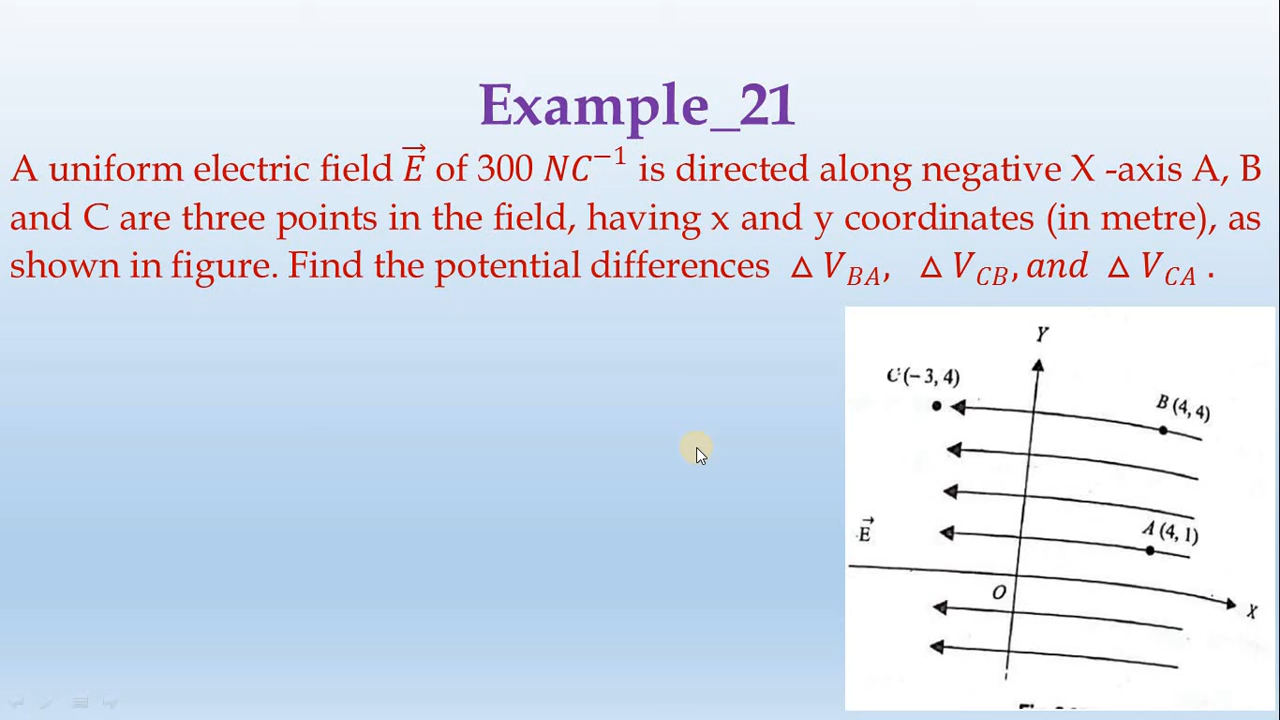 Example_21
A uniform electric field E⃗ of 300 NC⁻¹ is directed along negative X -axis A, B
and C are three points in the field, having x and y coordinates (in metre), as
shown in figure. Find the potential differences △ V_BA, △ V_CB, and △ V_CA .
Y
C(-3, 4)
B (4, 4)
E⃗
A (4, 1)
O
X